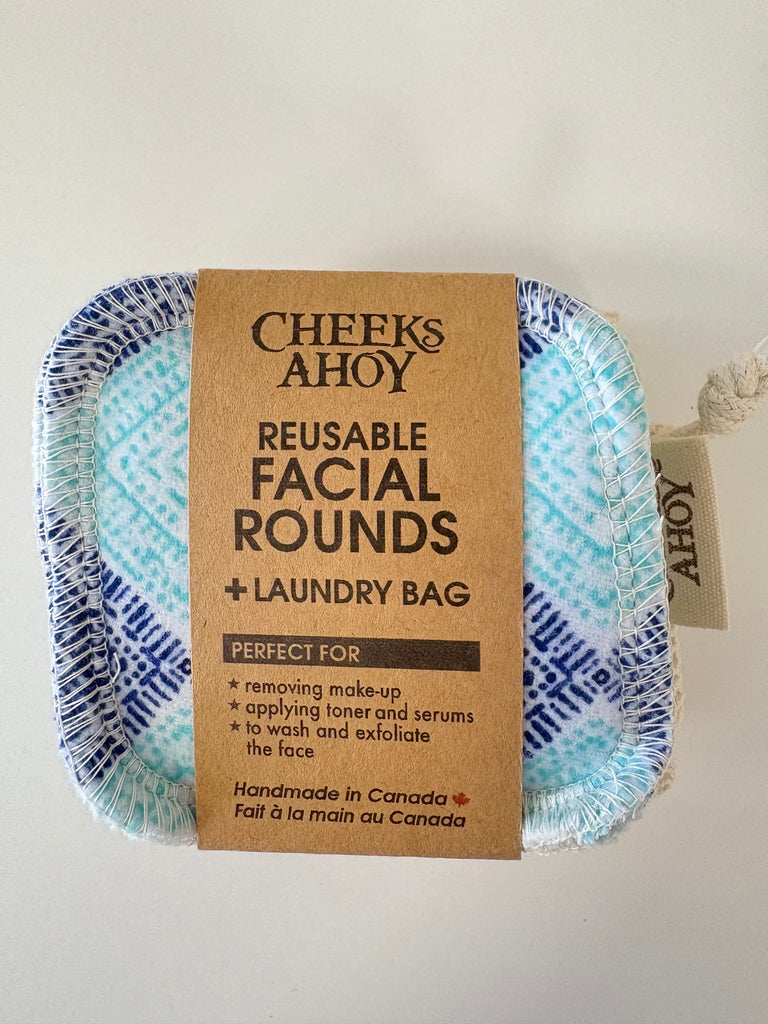 CHEEKS
AHOY
REUSABLE
FACIAL
ROUNDS
+ LAUNDRY BAG
PERFECT FOR
★ removing make-up
★ applying toner and serums
★ to wash and exfoliate
the face
Handmade in Canada 🍁
Fait à la main au Canada
AHOY